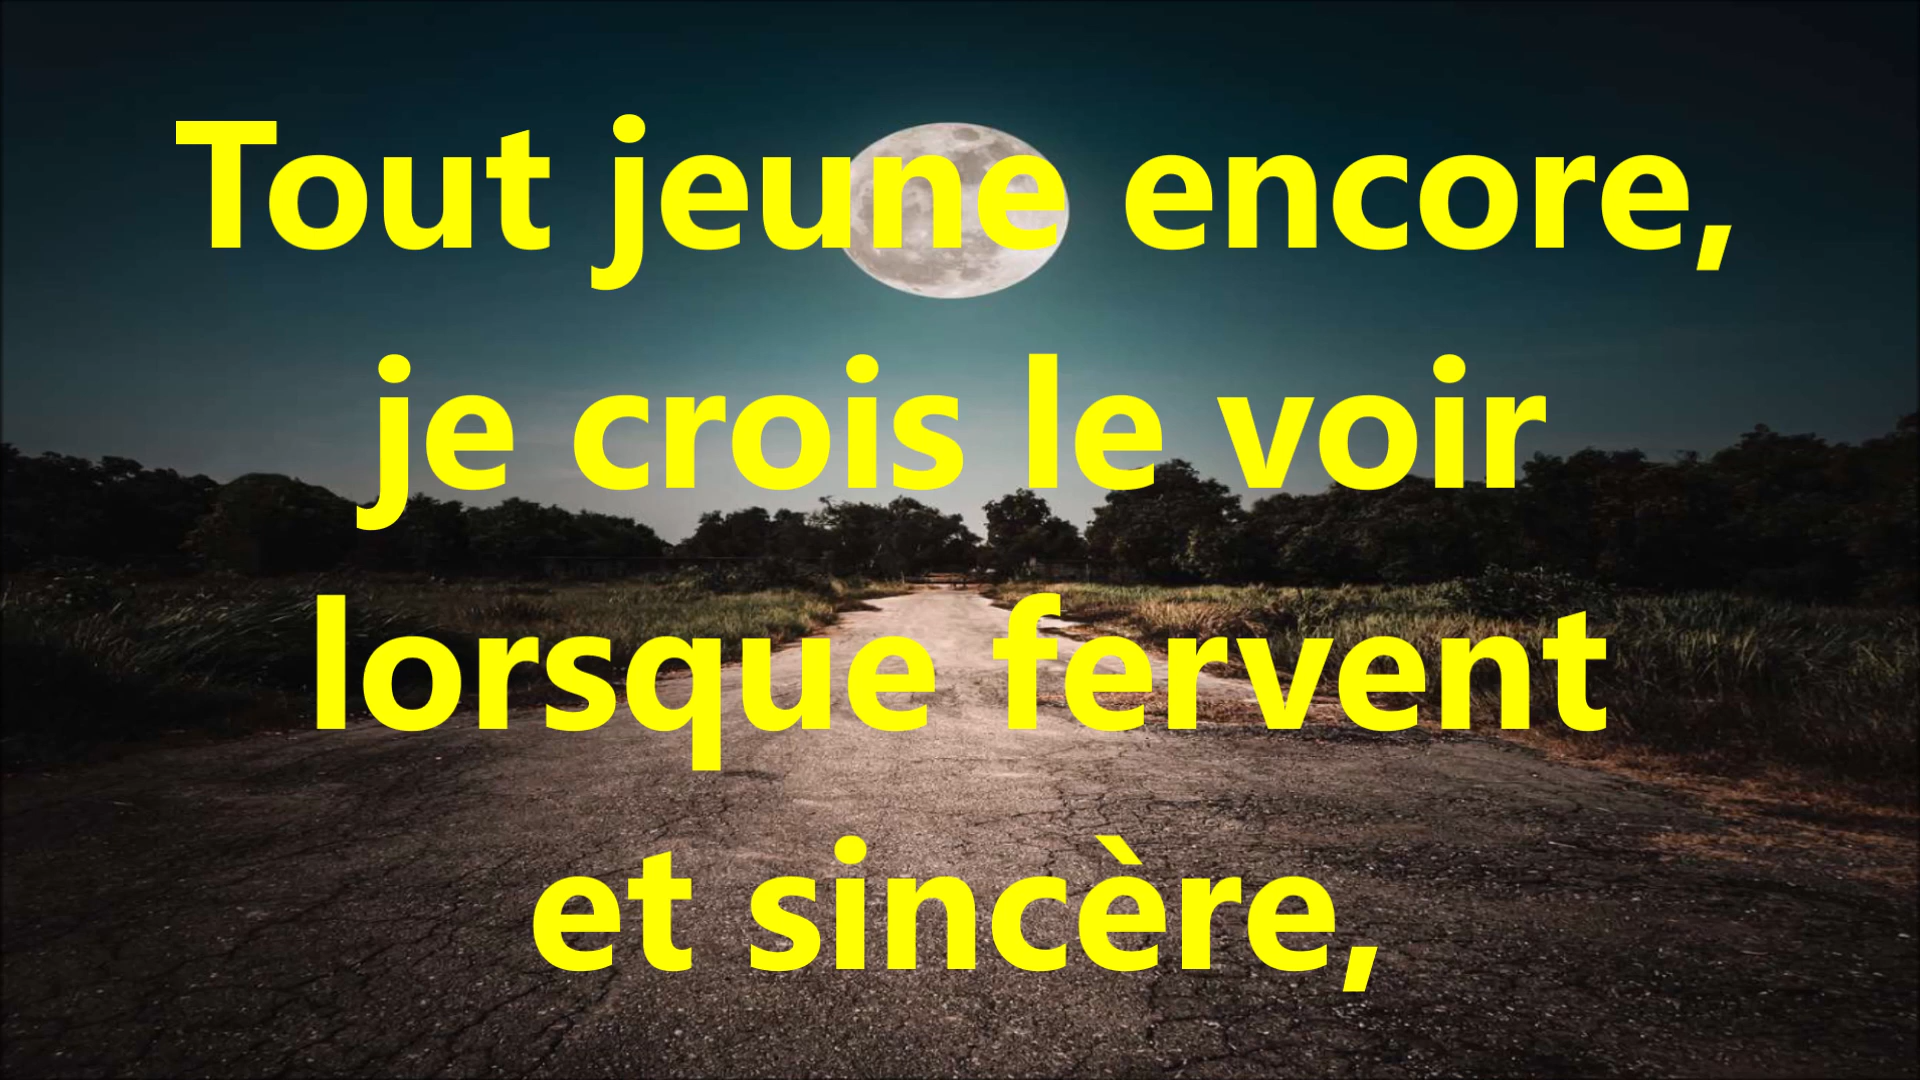 Tout jeune encore,
je crois le voir
lorsque fervent
et sincère,